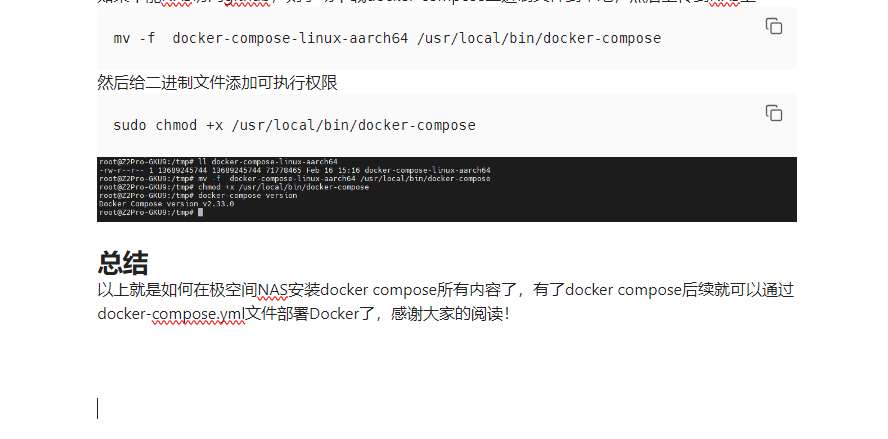 mv -f  docker-compose-linux-aarch64 /usr/local/bin/docker-compose
然后给二进制文件添加可执行权限
sudo chmod +x /usr/local/bin/docker-compose
root@Z2Pro-GKU9:/tmp# ll docker-compose-linux-aarch64
-rw-r--r-- 1 13689245744 13689245744 71778465 Feb 16 15:16 docker-compose-linux-aarch64
root@Z2Pro-GKU9:/tmp# mv -f  docker-compose-linux-aarch64 /usr/local/bin/docker-compose
root@Z2Pro-GKU9:/tmp# chmod +x /usr/local/bin/docker-compose
root@Z2Pro-GKU9:/tmp# docker-compose version
Docker Compose version v2.33.0
root@Z2Pro-GKU9:/tmp#
总结
以上就是如何在极空间NAS安装docker compose所有内容了，有了docker compose后续就可以通过
docker-compose.yml文件部署Docker了，感谢大家的阅读！